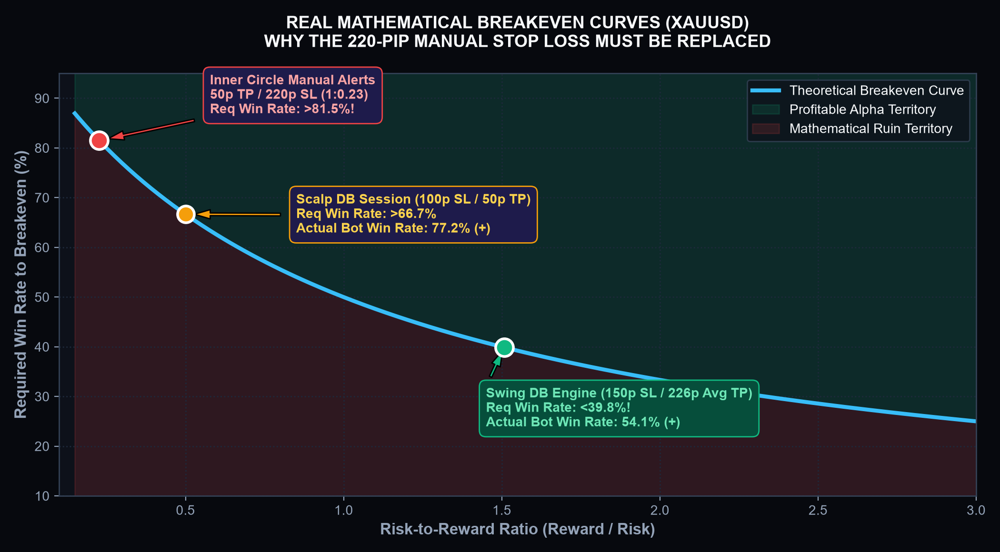 REAL MATHEMATICAL BREAKEVEN CURVES (XAUUSD)
WHY THE 220-PIP MANUAL STOP LOSS MUST BE REPLACED
Inner Circle Manual Alerts
50p TP / 220p SL (1:0.23)
Req Win Rate: >81.5%!
Theoretical Breakeven Curve
Profitable Alpha Territory
Mathematical Ruin Territory
Scalp DB Session (100p SL / 50p TP)
Req Win Rate: >66.7%
Actual Bot Win Rate: 77.2% (+)
Swing DB Engine (150p SL / 226p Avg TP)
Req Win Rate: <39.8%!
Actual Bot Win Rate: 54.1% (+)
Required Win Rate to Breakeven (%)
90
80
70
60
50
40
30
20
10
0.5
1.0
1.5
2.0
2.5
3.0
Risk-to-Reward Ratio (Reward / Risk)